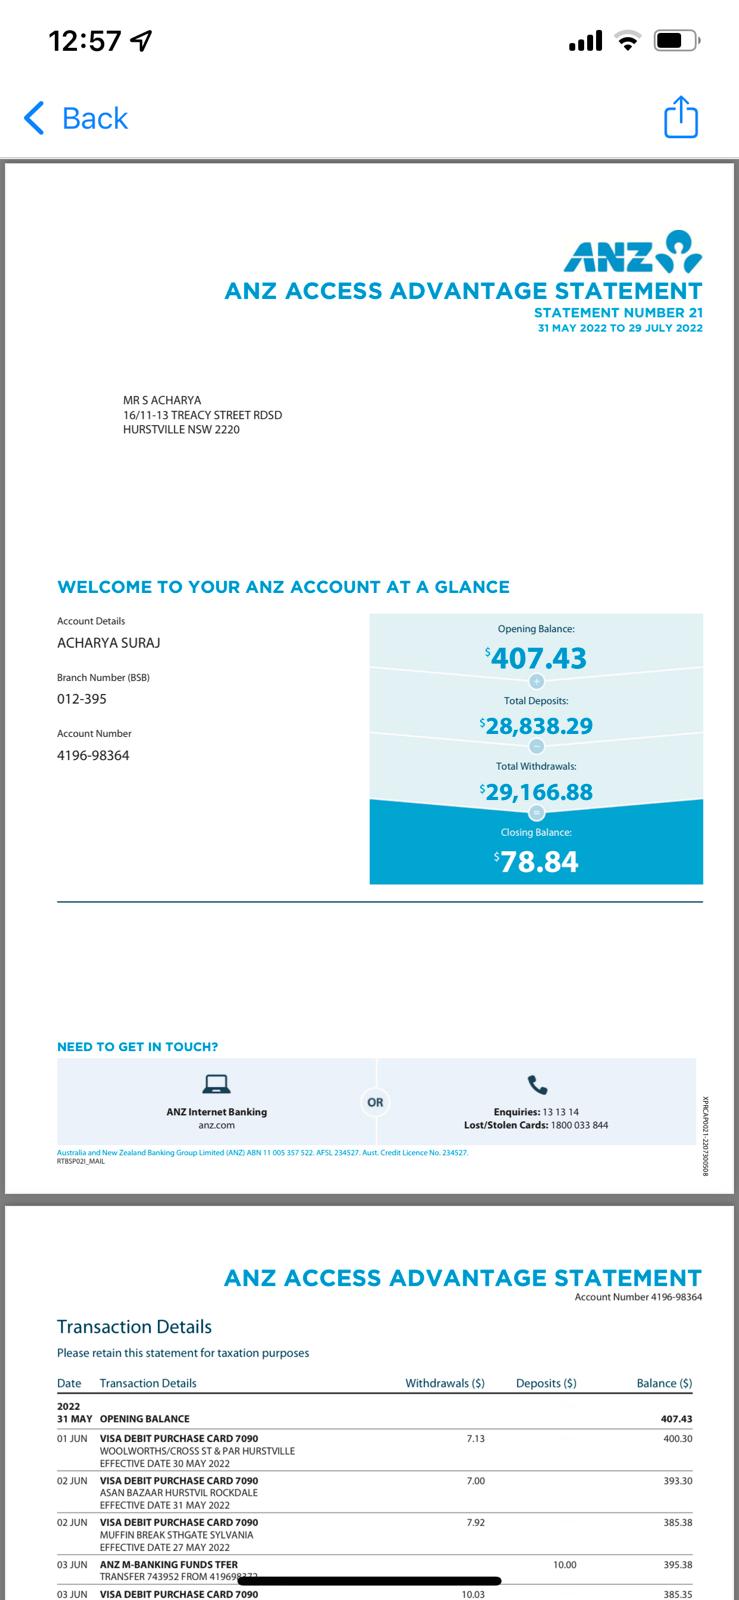 12:57
Back
ANZ
ANZ ACCESS ADVANTAGE STATEMENT
STATEMENT NUMBER 21
31 MAY 2022 TO 29 JULY 2022
MR S ACHARYA
16/11-13 TREACY STREET RDSD
HURSTVILLE NSW 2220
WELCOME TO YOUR ANZ ACCOUNT AT A GLANCE
Account Details
ACHARYA SURAJ
Branch Number (BSB)
012-395
Account Number
4196-98364
Opening Balance:
$407.43
+
Total Deposits:
$28,838.29
–
Total Withdrawals:
$29,166.88
=
Closing Balance:
$78.84
NEED TO GET IN TOUCH?
ANZ Internet Banking
anz.com
OR
Enquiries: 13 13 14
Lost/Stolen Cards: 1800 033 844
XPRCAP0021-2207300508
Australia and New Zealand Banking Group Limited (ANZ) ABN 11 005 357 522. AFSL 234527. Aust. Credit Licence No. 234527.
RTBSP02I_MAIL
ANZ ACCESS ADVANTAGE STATEMENT
Account Number 4196-98364
Transaction Details
Please retain this statement for taxation purposes
Date Transaction Details Withdrawals ($) Deposits ($) Balance ($)
2022
31 MAY OPENING BALANCE 407.43
01 JUN VISA DEBIT PURCHASE CARD 7090 7.13 400.30
WOOLWORTHS/CROSS ST & PAR HURSTVILLE
EFFECTIVE DATE 30 MAY 2022
02 JUN VISA DEBIT PURCHASE CARD 7090 7.00 393.30
ASAN BAZAAR HURSTVIL ROCKDALE
EFFECTIVE DATE 31 MAY 2022
02 JUN VISA DEBIT PURCHASE CARD 7090 7.92 385.38
MUFFIN BREAK STHGATE SYLVANIA
EFFECTIVE DATE 27 MAY 2022
03 JUN ANZ M-BANKING FUNDS TFER 10.00 395.38
TRANSFER 743952 FROM
03 JUN VISA DEBIT PURCHASE CARD 7090 10.03 385.35